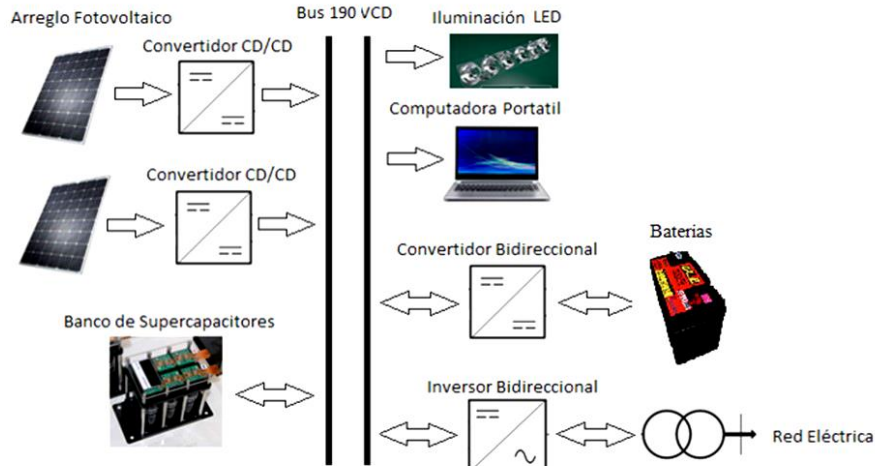 Arreglo Fotovoltaico
Bus 190 VCD
Iluminación LED
Convertidor CD/CD
Computadora Portatil
Convertidor CD/CD
Convertidor Bidireccional
Baterias
Banco de Supercapacitores
Inversor Bidireccional
Red Eléctrica